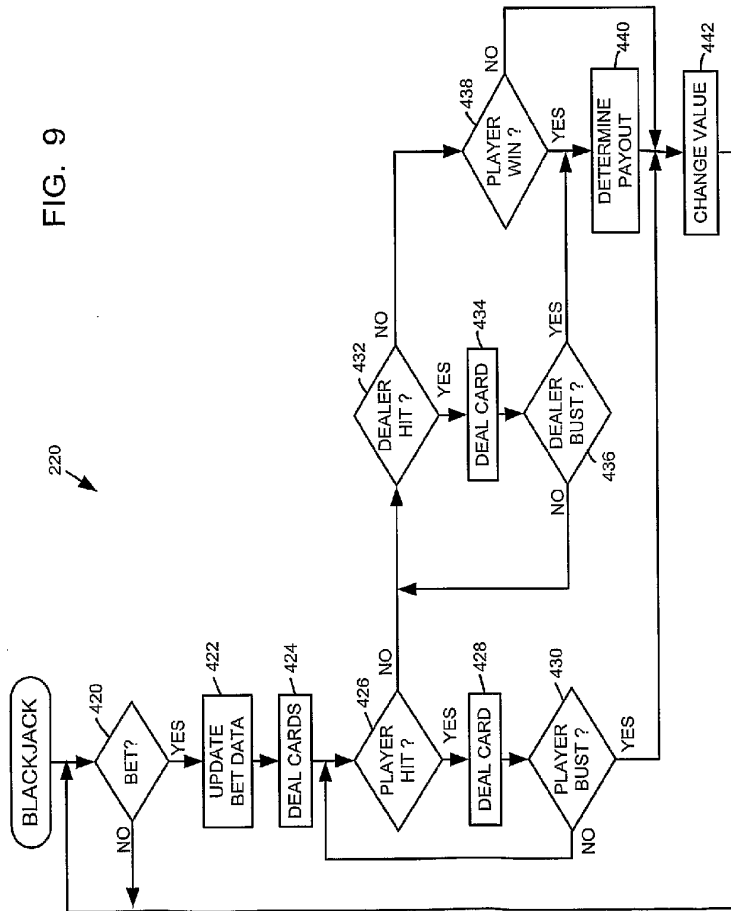 FIG. 9
220
BLACKJACK
420
BET?
NO
YES
422
UPDATE
BET DATA
424
DEAL CARDS
426
PLAYER
HIT ?
NO
YES
428
DEAL CARD
430
PLAYER
BUST ?
NO
YES
432
DEALER
HIT ?
NO
YES
434
DEAL CARD
DEALER
BUST ?
436
NO
YES
438
PLAYER
WIN ?
NO
YES
440
DETERMINE
PAYOUT
442
CHANGE VALUE